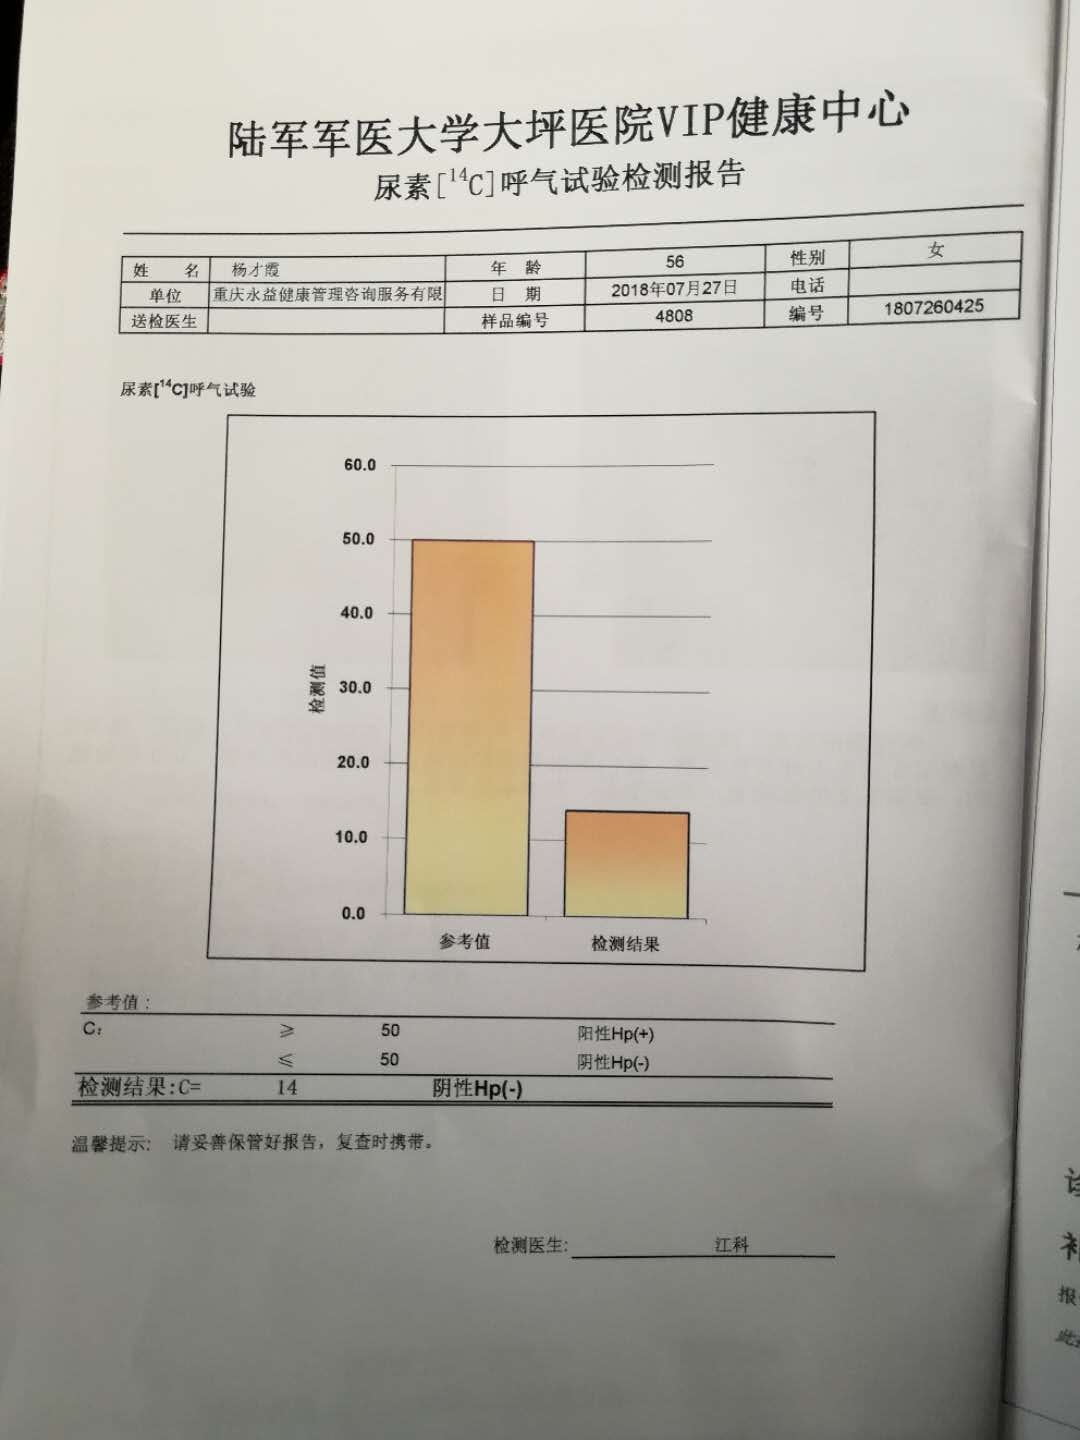 陆军军医大学大坪医院VIP健康中心
尿素[14C]呼气试验检测报告
姓 名 杨才霞 年 龄 56 性别 女
单位 重庆永益健康管理咨询服务有限 日 期 2018年07月27日 电话
送检医生 样品编号 4808 编号 1807260425
尿素[14C]呼气试验
60.0
50.0
40.0
30.0
20.0
10.0
0.0
检测值
参考值 检测结果
参考值:
C: ≥ 50 阳性Hp(+)
≤ 50 阴性Hp(-)
检测结果:C= 14 阴性Hp(-)
温馨提示: 请妥善保管好报告，复查时携带。
检测医生: 江科
报
此